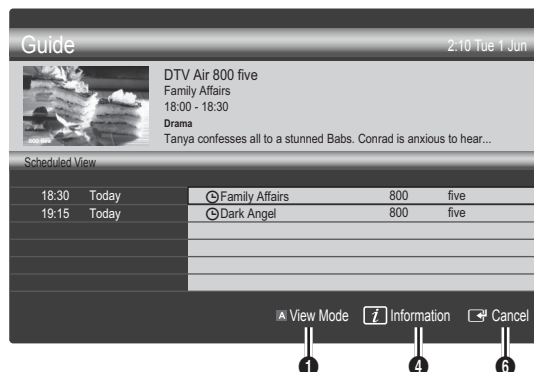 Guide 2:10 Tue 1 Jun
DTV Air 800 five
Family Affairs
18:00 - 18:30
Drama
Tanya confesses all to a stunned Babs. Conrad is anxious to hear...
Scheduled View
18:30 Today Family Affairs 800 five
19:15 Today Dark Angel 800 five
A View Mode i Information Cancel
1 4 6